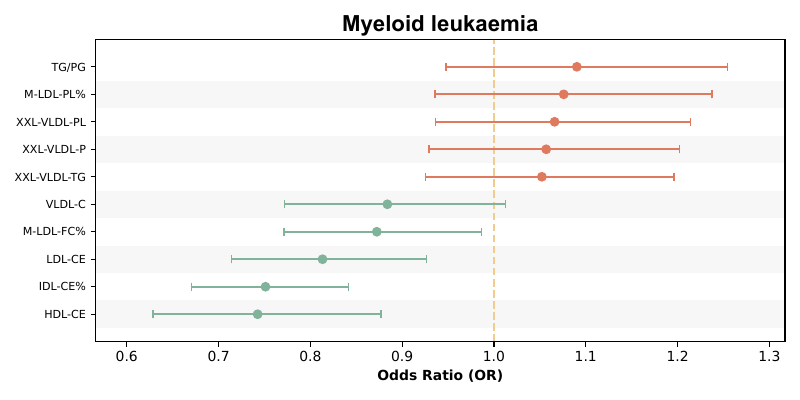 Myeloid leukaemia
TG/PG
M-LDL-PL%
XXL-VLDL-PL
XXL-VLDL-P
XXL-VLDL-TG
VLDL-C
M-LDL-FC%
LDL-CE
IDL-CE%
HDL-CE
0.6 0.7 0.8 0.9 1.0 1.1 1.2 1.3
Odds Ratio (OR)